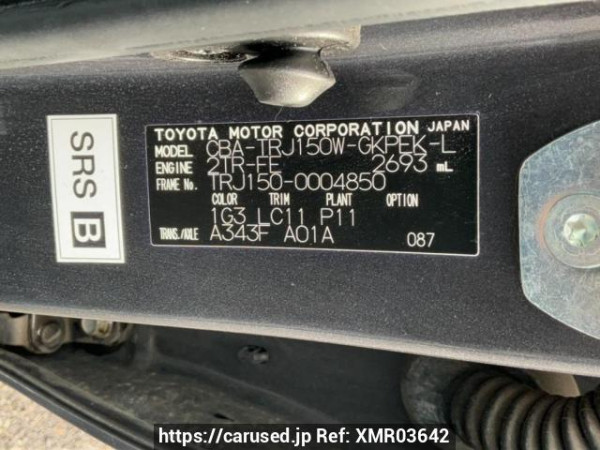 SRS B
TOYOTA MOTOR CORPORATION JAPAN
MODEL CBA-TRJ150W-GKPEK-L
ENGINE 2TR-FE 2693 mL
FRAME No. TRJ150-0004850
COLOR TRIM PLANT OPTION
1G3 LC11 P11
TRANS./AXLE A343F A01A 087
https://carused.jp Ref: XMR03642